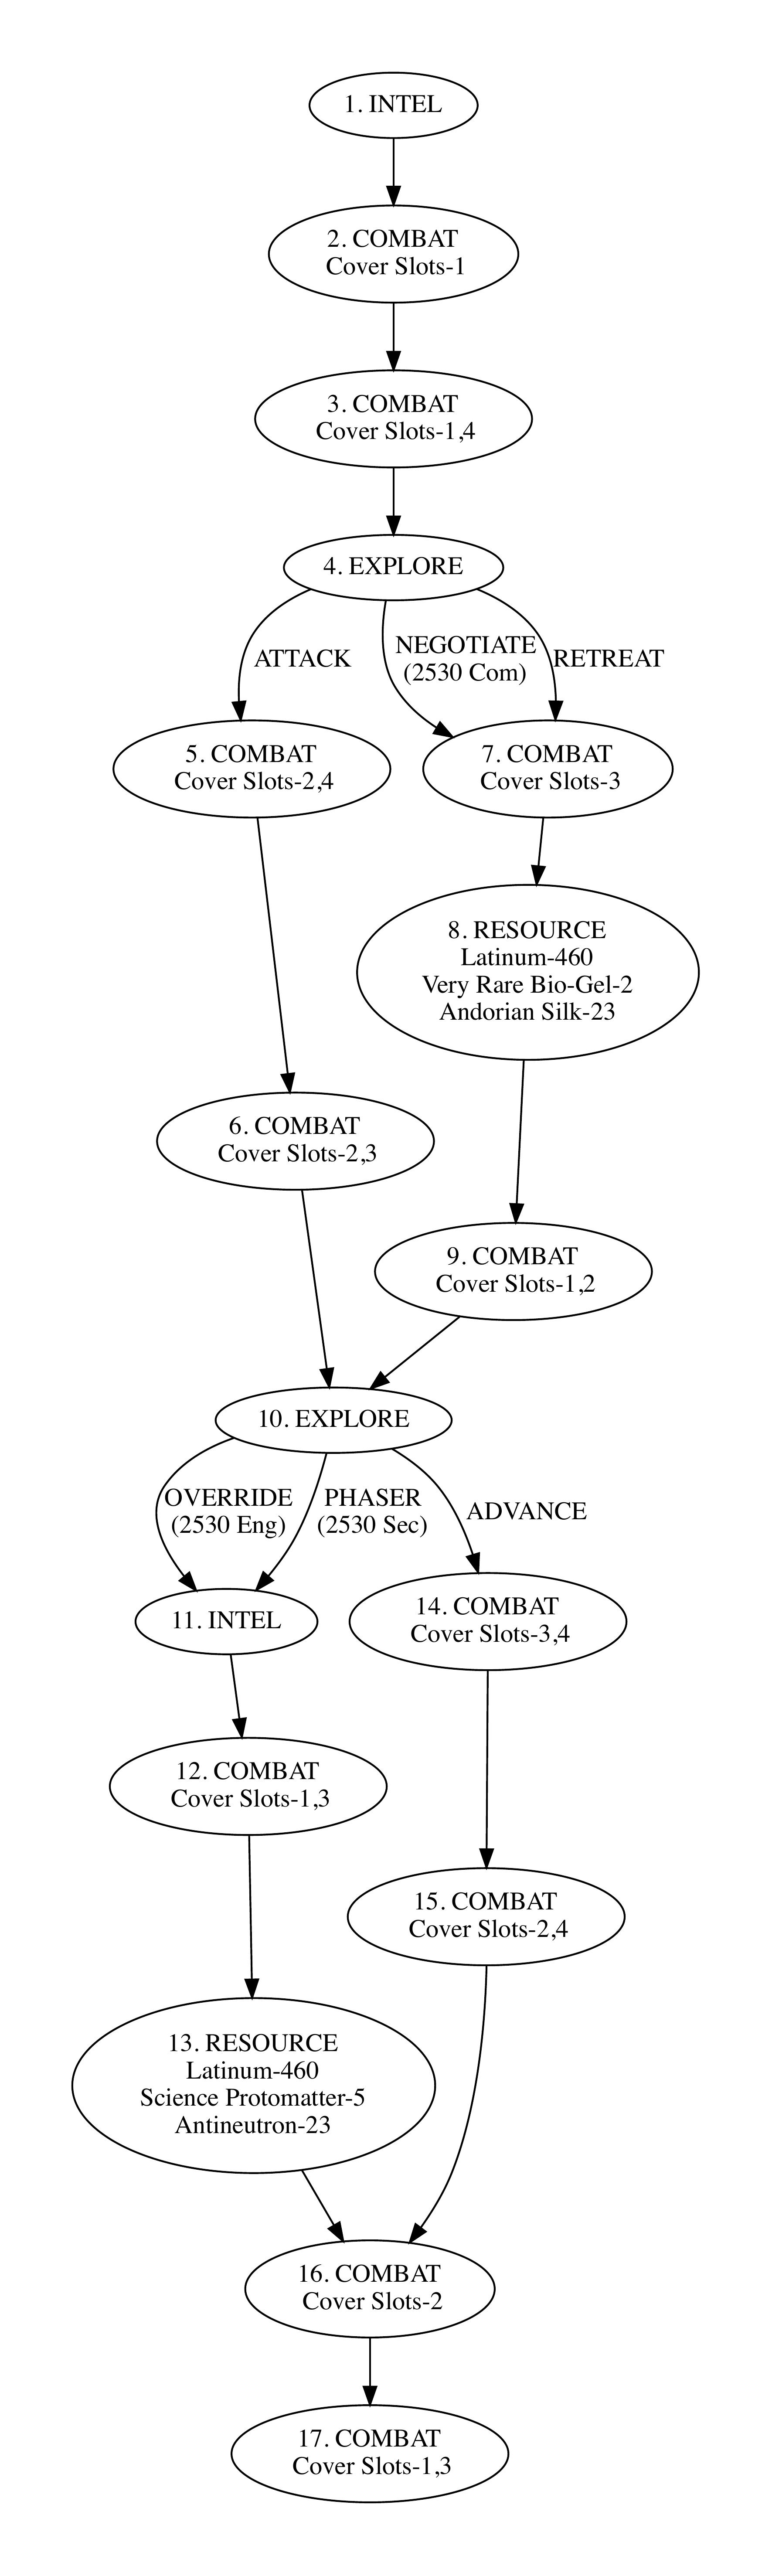 1. INTEL
2. COMBAT
Cover Slots-1
3. COMBAT
Cover Slots-1,4
4. EXPLORE
ATTACK
NEGOTIATE
(2530 Com)
RETREAT
5. COMBAT
Cover Slots-2,4
7. COMBAT
Cover Slots-3
8. RESOURCE
Latinum-460
Very Rare Bio-Gel-2
Andorian Silk-23
6. COMBAT
Cover Slots-2,3
9. COMBAT
Cover Slots-1,2
10. EXPLORE
OVERRIDE
(2530 Eng)
PHASER
(2530 Sec)
ADVANCE
11. INTEL
14. COMBAT
Cover Slots-3,4
12. COMBAT
Cover Slots-1,3
15. COMBAT
Cover Slots-2,4
13. RESOURCE
Latinum-460
Science Protomatter-5
Antineutron-23
16. COMBAT
Cover Slots-2
17. COMBAT
Cover Slots-1,3